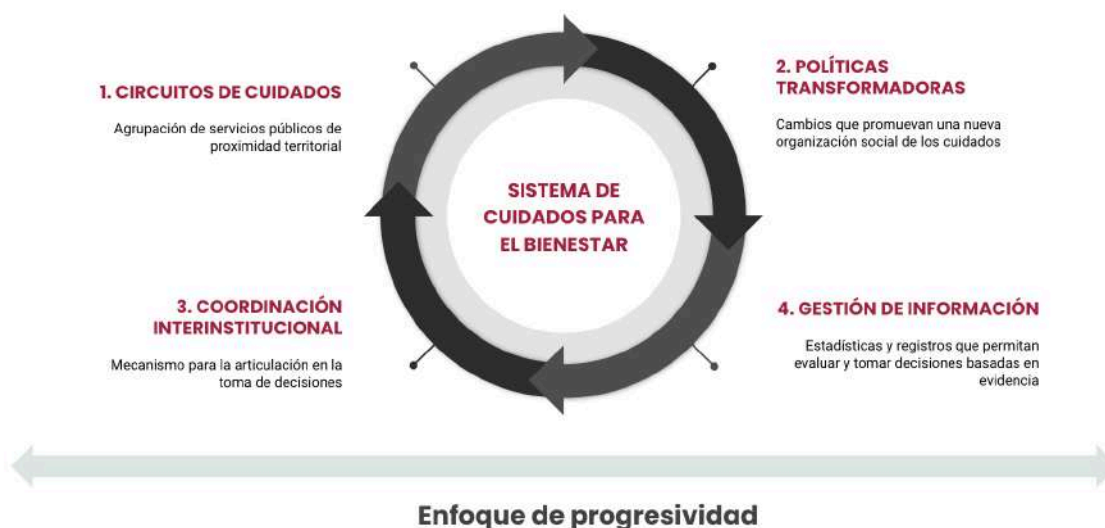 1. CIRCUITOS DE CUIDADOS
Agrupación de servicios públicos de
proximidad territorial
2. POLÍTICAS
TRANSFORMADORAS
Cambios que promuevan una nueva
organización social de los cuidados
SISTEMA DE
CUIDADOS PARA
EL BIENESTAR
3. COORDINACIÓN
INTERINSTITUCIONAL
Mecanismo para la articulación en la
toma de decisiones
4. GESTIÓN DE INFORMACIÓN
Estadísticas y registros que permitan
evaluar y tomar decisiones basadas en
evidencia
Enfoque de progresividad